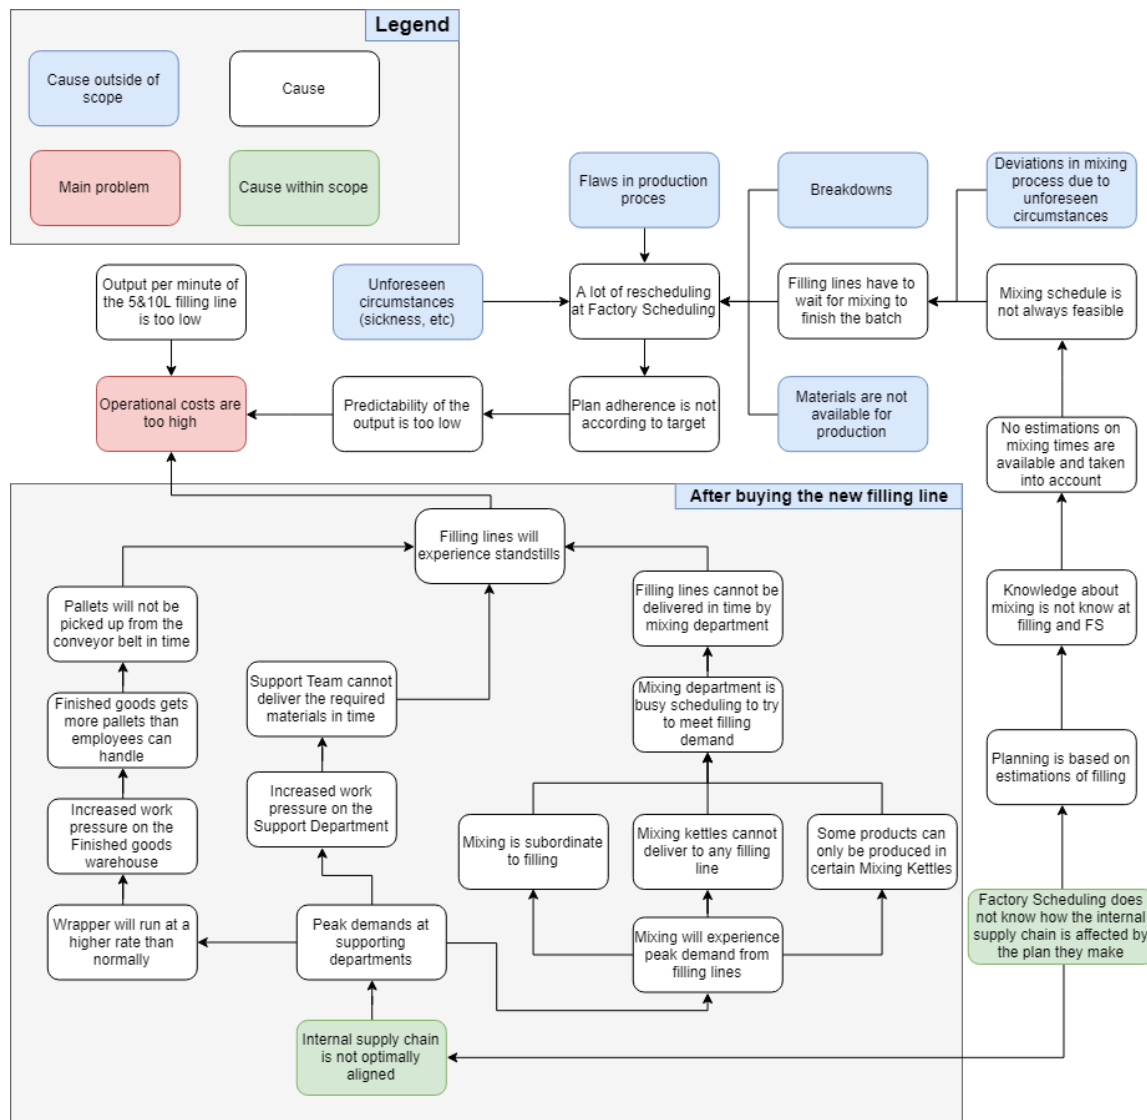 Legend
Cause outside of
scope
Cause
Main problem
Cause within scope
Flaws in production
proces
Breakdowns
Deviations in mixing
process due to
unforeseen
circumstances
Output per minute of
the 5&10L filling line
is too low
Unforeseen
circumstances
(sickness, etc)
A lot of rescheduling
at Factory Scheduling
Filling lines have to
wait for mixing to
finish the batch
Mixing schedule is
not always feasible
Operational costs are
too high
Predictability of the
output is too low
Plan adherence is not
according to target
Materials are not
available for
production
No estimations on
mixing times are
available and taken
into account
After buying the new filling line
Filling lines will
experience standstills
Pallets will not be
picked up from the
conveyor belt in time
Filling lines cannot be
delivered in time by
mixing department
Knowledge about
mixing is not know at
filling and FS
Support Team cannot
deliver the required
materials in time
Finished goods gets
more pallets than
employees can
handle
Mixing department is
busy scheduling to try
to meet filling
demand
Planning is based on
estimations of filling
Increased work
pressure on the
Support Department
Increased work
pressure on the
Finished goods
warehouse
Mixing is subordinate
to filling
Mixing kettles cannot
deliver to any filling
line
Some products can
only be produced in
certain Mixing Kettles
Wrapper will run at a
higher rate than
normally
Peak demands at
supporting
departments
Mixing will experience
peak demand from
filling lines
Factory Scheduling does
not know how the internal
supply chain is affected by
the plan they make
Internal supply chain
is not optimally
aligned